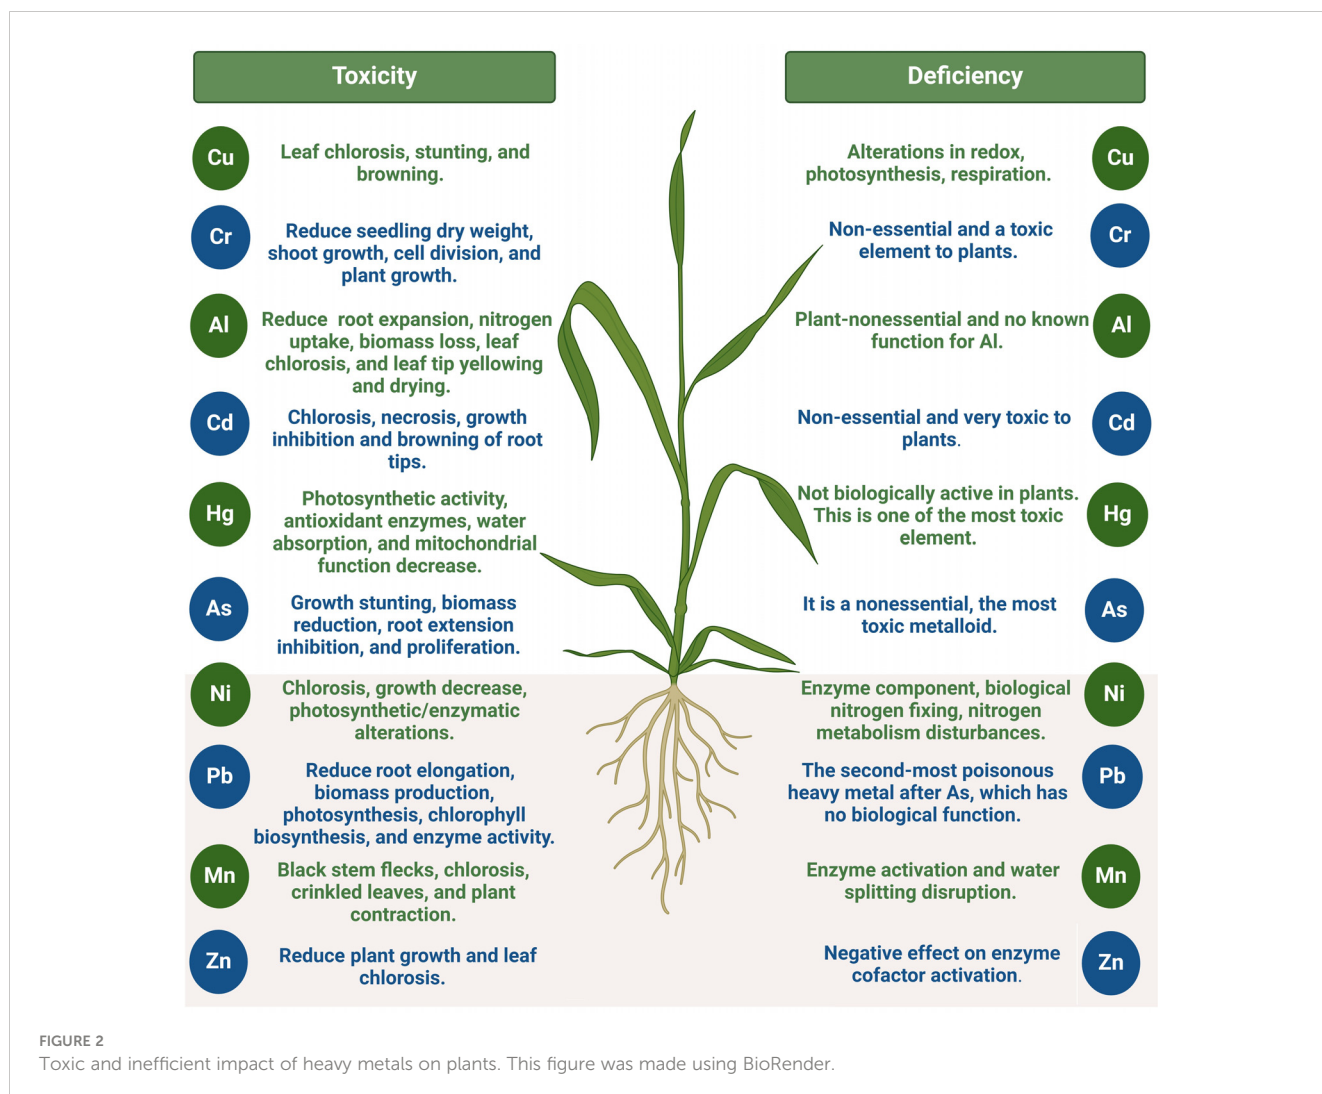 Toxicity
Deficiency
Cu
Leaf chlorosis, stunting, and
browning.
Alterations in redox,
photosynthesis, respiration.
Cu
Cr
Reduce seedling dry weight,
shoot growth, cell division, and
plant growth.
Non-essential and a toxic
element to plants.
Cr
Al
Reduce root expansion, nitrogen
uptake, biomass loss, leaf
chlorosis, and leaf tip yellowing
and drying.
Plant-nonessential and no known
function for Al.
Al
Cd
Chlorosis, necrosis, growth
inhibition and browning of root
tips.
Non-essential and very toxic to
plants.
Cd
Hg
Photosynthetic activity,
antioxidant enzymes, water
absorption, and mitochondrial
function decrease.
Not biologically active in plants.
This is one of the most toxic
element.
Hg
As
Growth stunting, biomass
reduction, root extension
inhibition, and proliferation.
It is a nonessential, the most
toxic metalloid.
As
Ni
Chlorosis, growth decrease,
photosynthetic/enzymatic
alterations.
Enzyme component, biological
nitrogen fixing, nitrogen
metabolism disturbances.
Ni
Pb
Reduce root elongation,
biomass production,
photosynthesis, chlorophyll
biosynthesis, and enzyme activity.
The second-most poisonous
heavy metal after As, which has
no biological function.
Pb
Mn
Black stem flecks, chlorosis,
crinkled leaves, and plant
contraction.
Enzyme activation and water
splitting disruption.
Mn
Zn
Reduce plant growth and leaf
chlorosis.
Negative effect on enzyme
cofactor activation.
Zn
FIGURE 2
Toxic and inefficient impact of heavy metals on plants. This figure was made using BioRender.